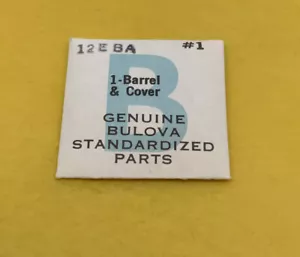 12EBA #1
B
1-Barrel
& Cover
GENUINE
BULOVA
STANDARDIZED
PARTS